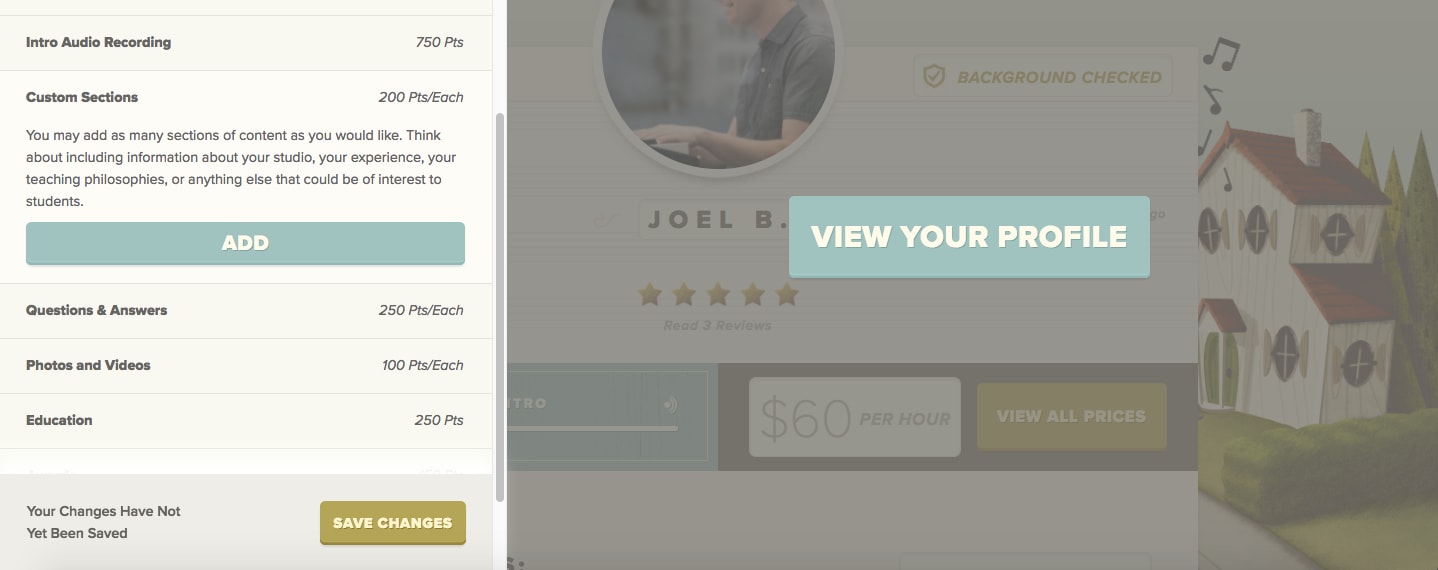 Intro Audio Recording 750 Pts
Custom Sections 200 Pts/Each
You may add as many sections of content as you would like. Think
about including information about your studio, your experience, your
teaching philosophies, or anything else that could be of interest to
students.
ADD
Questions & Answers 250 Pts/Each
Photos and Videos 100 Pts/Each
Education 250 Pts
Your Changes Have Not
Yet Been Saved
SAVE CHANGES
BACKGROUND CHECKED
JOEL B.
VIEW YOUR PROFILE
Read 3 Reviews
$60 PER HOUR
VIEW ALL PRICES